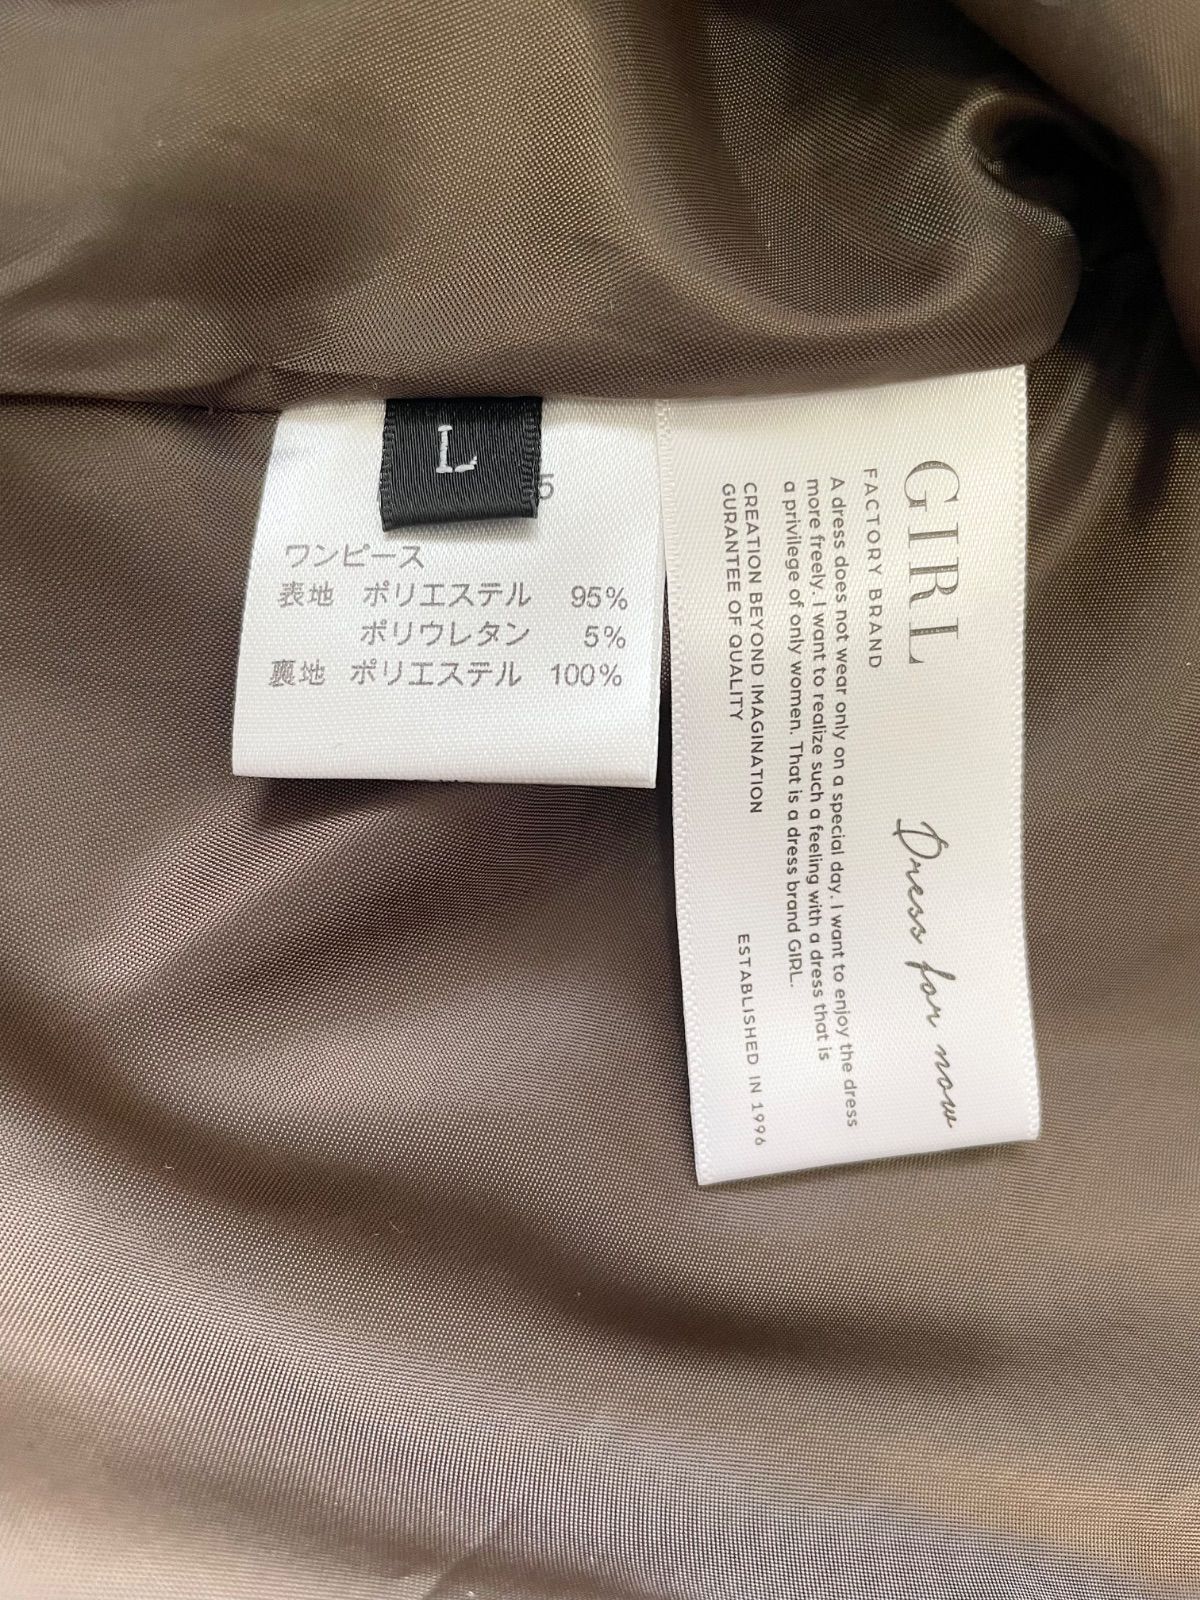 L
5
ワンピース
表地 ポリエステル 95%
ポリウレタン 5%
裏地 ポリエステル 100%
GIRL
FACTORY BRAND
Dress for now
A dress does not wear only on a special day. I want to enjoy the dress
more freely. I want to realize such a feeling with a dress that is
a privilege of only women. That is a dress brand GIRL.
CREATION BEYOND IMAGINATION
GURANTEE OF QUALITY
ESTABLISHED IN 1996